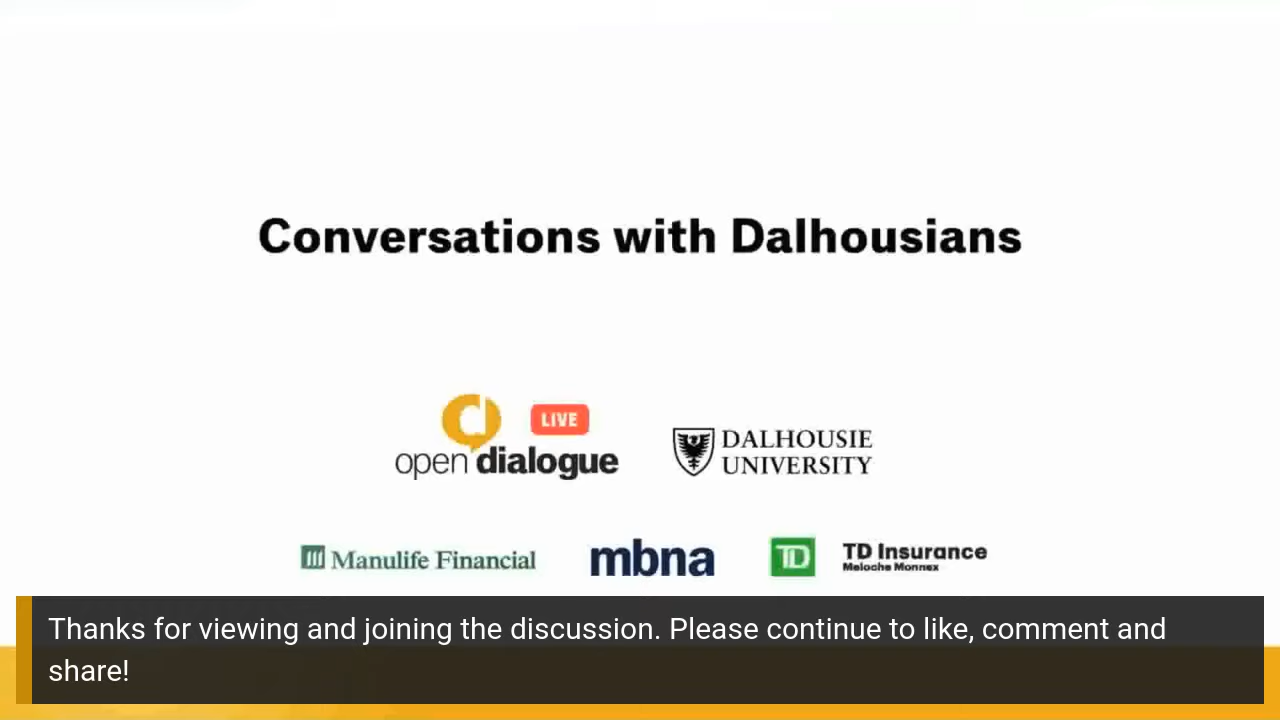 Conversations with Dalhousians
LIVE
open dialogue
DALHOUSIE
UNIVERSITY
Manulife Financial
mbna
TD
TD Insurance
Meloche Monnex
Thanks for viewing and joining the discussion. Please continue to like, comment and
share!